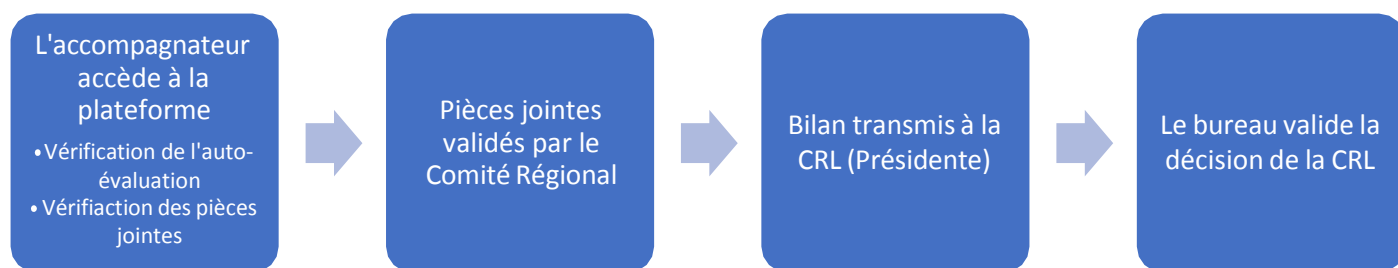 L'accompagnateur
accède à la
plateforme
• Vérification de l'auto-
évaluation
• Vérifiaction des pièces
jointes
Pièces jointes
validés par le
Comité Régional
Bilan transmis à la
CRL (Présidente)
Le bureau valide la
décision de la CRL